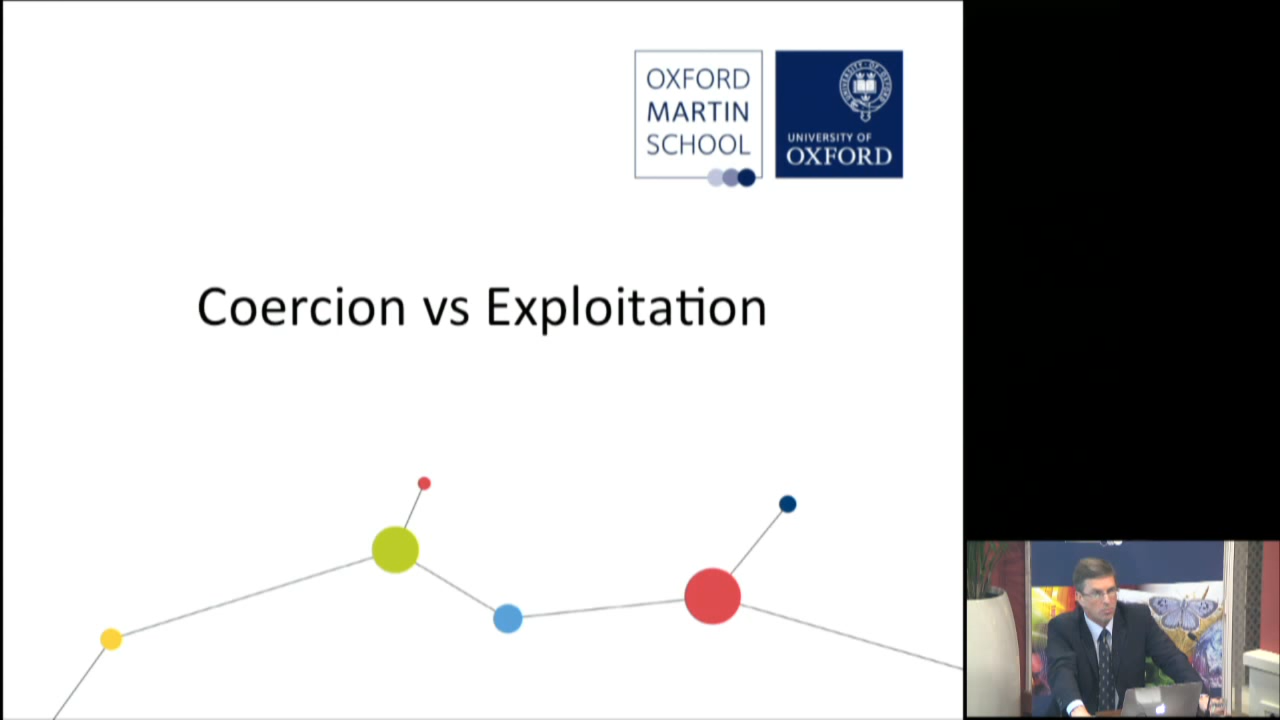 OXFORD
MARTIN
SCHOOL
UNIVERSITY OF
OXFORD
Coercion vs Exploitation